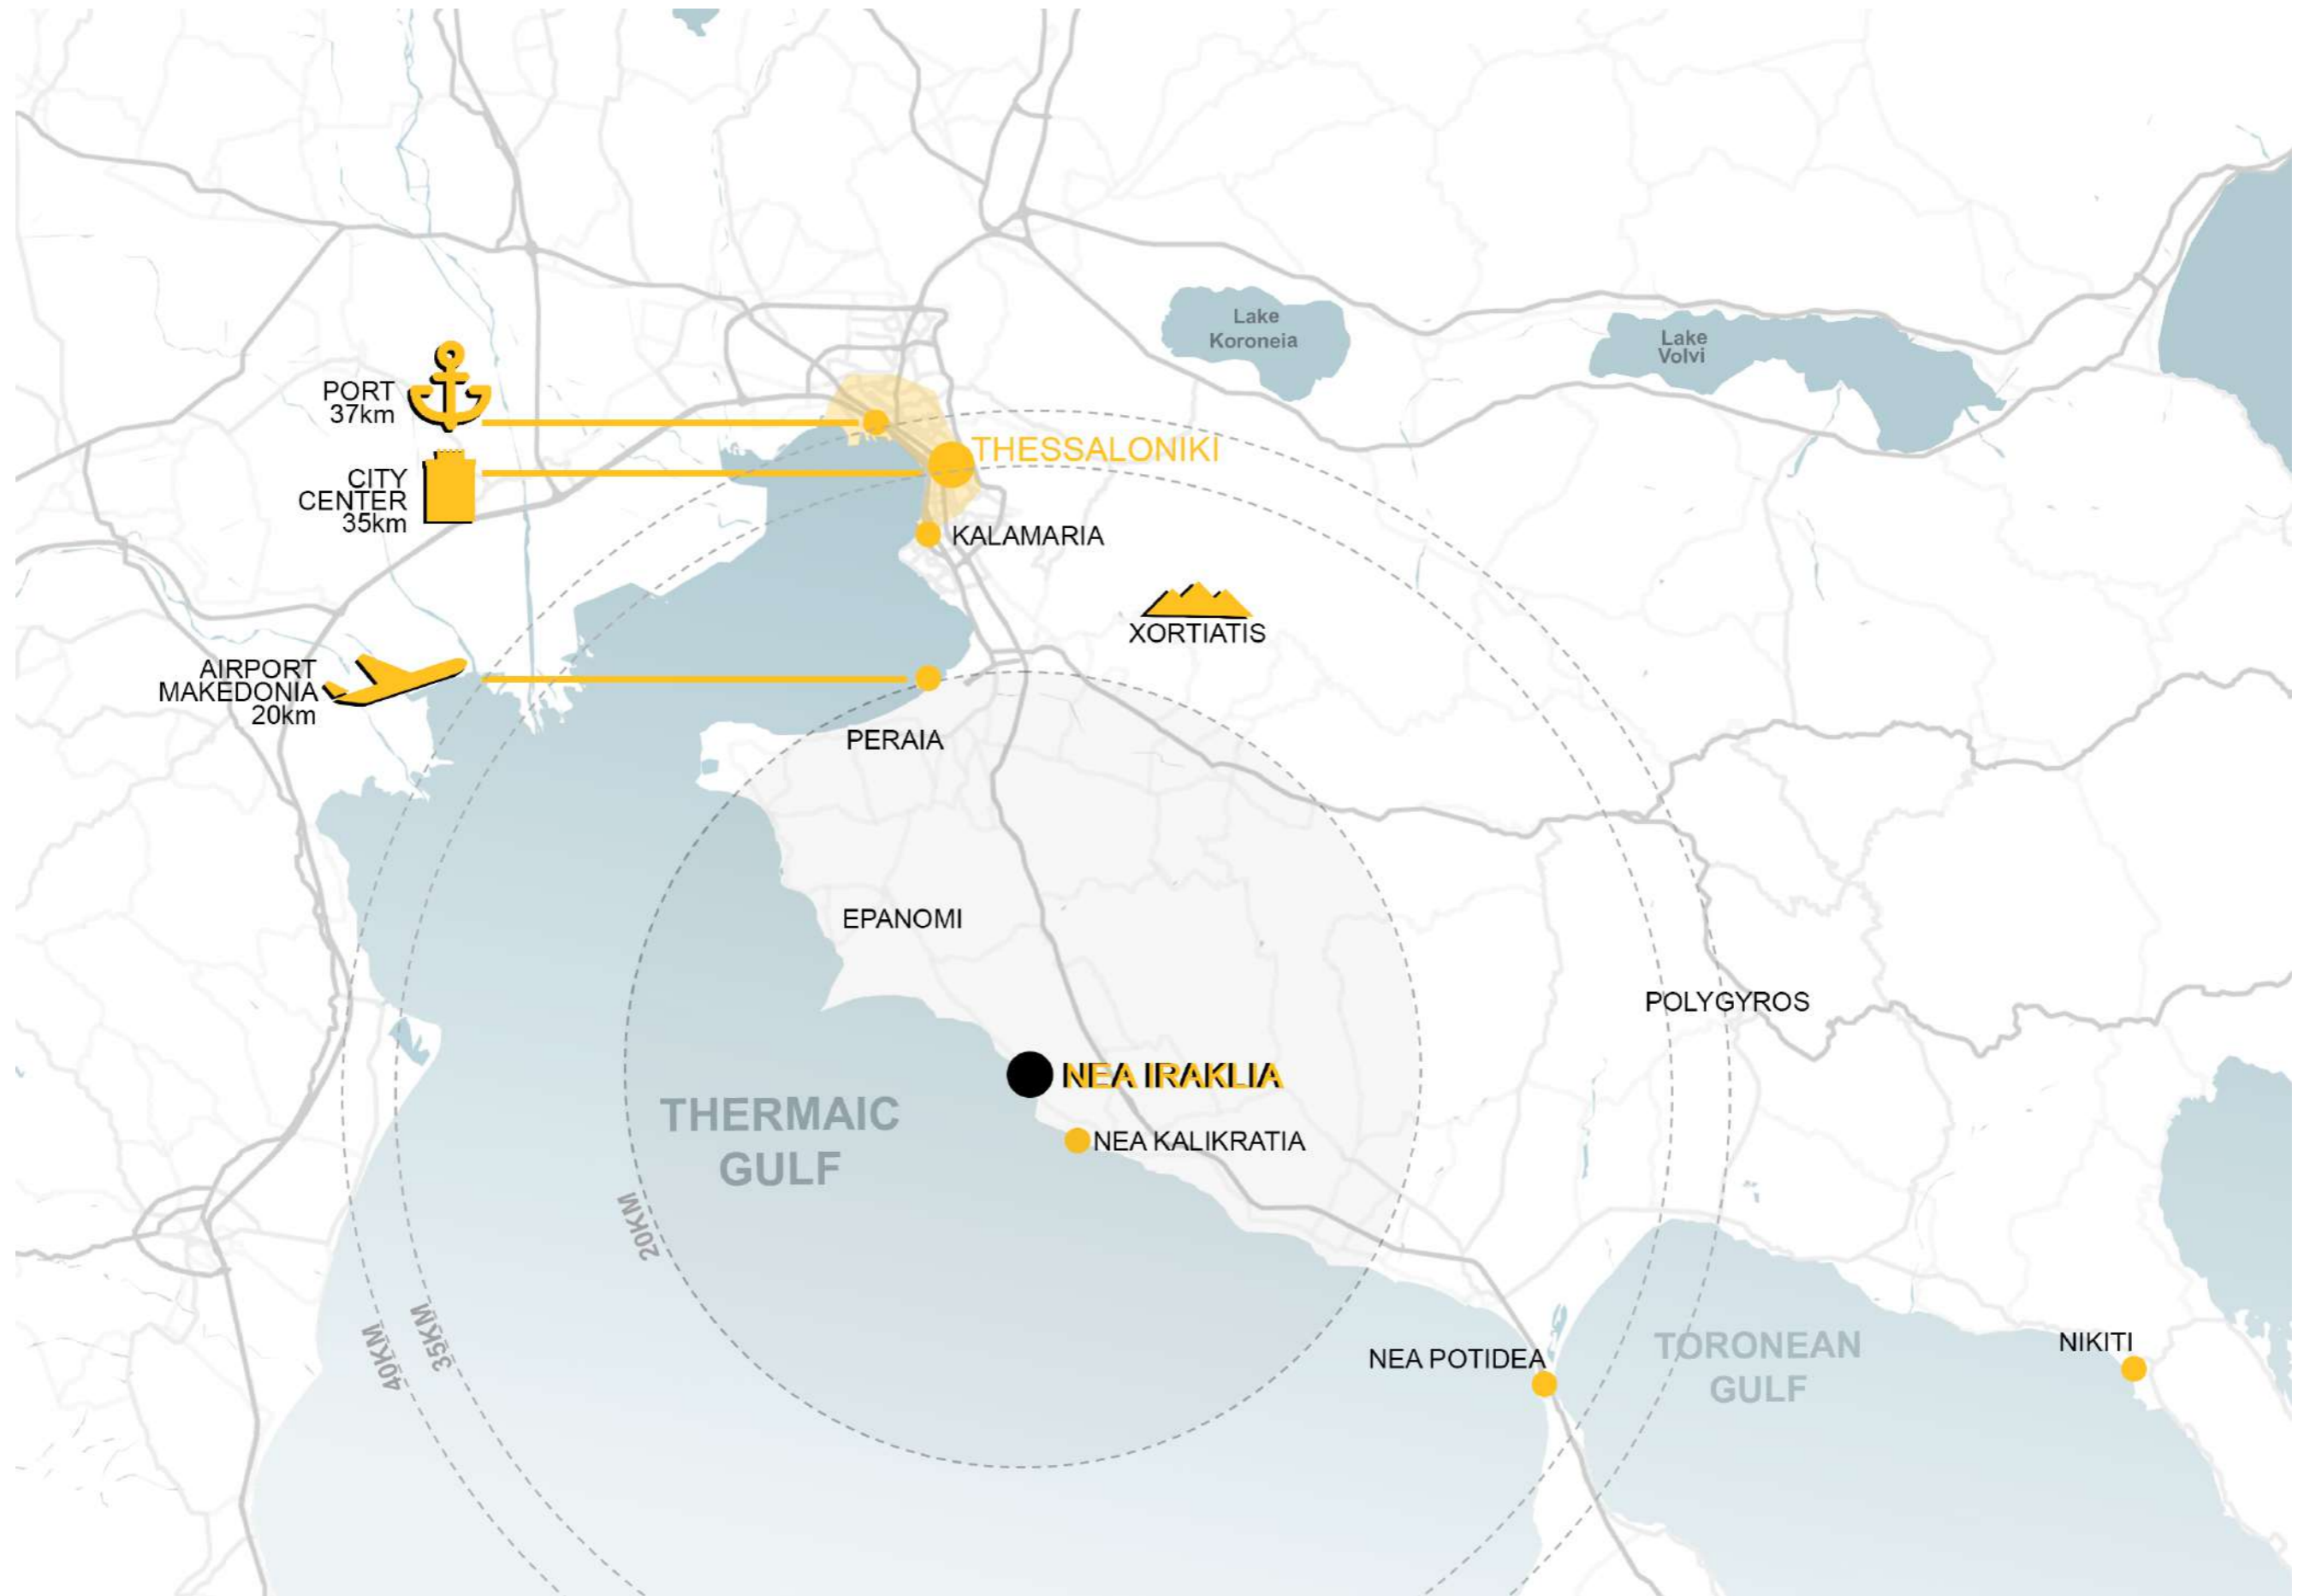 Lake
Koroneia
Lake
Volvi
PORT
37km
THESSALONIKI
CITY
CENTER
35km
KALAMARIA
XORTIATIS
AIRPORT
MAKEDONIA
20km
PERAIA
EPANOMI
POLYGYROS
NEA IRAKLIA
THERMAIC
GULF
NEA KALIKRATIA
20KM
35KM
40KM
NEA POTIDEA
TORONEAN
GULF
NIKITI